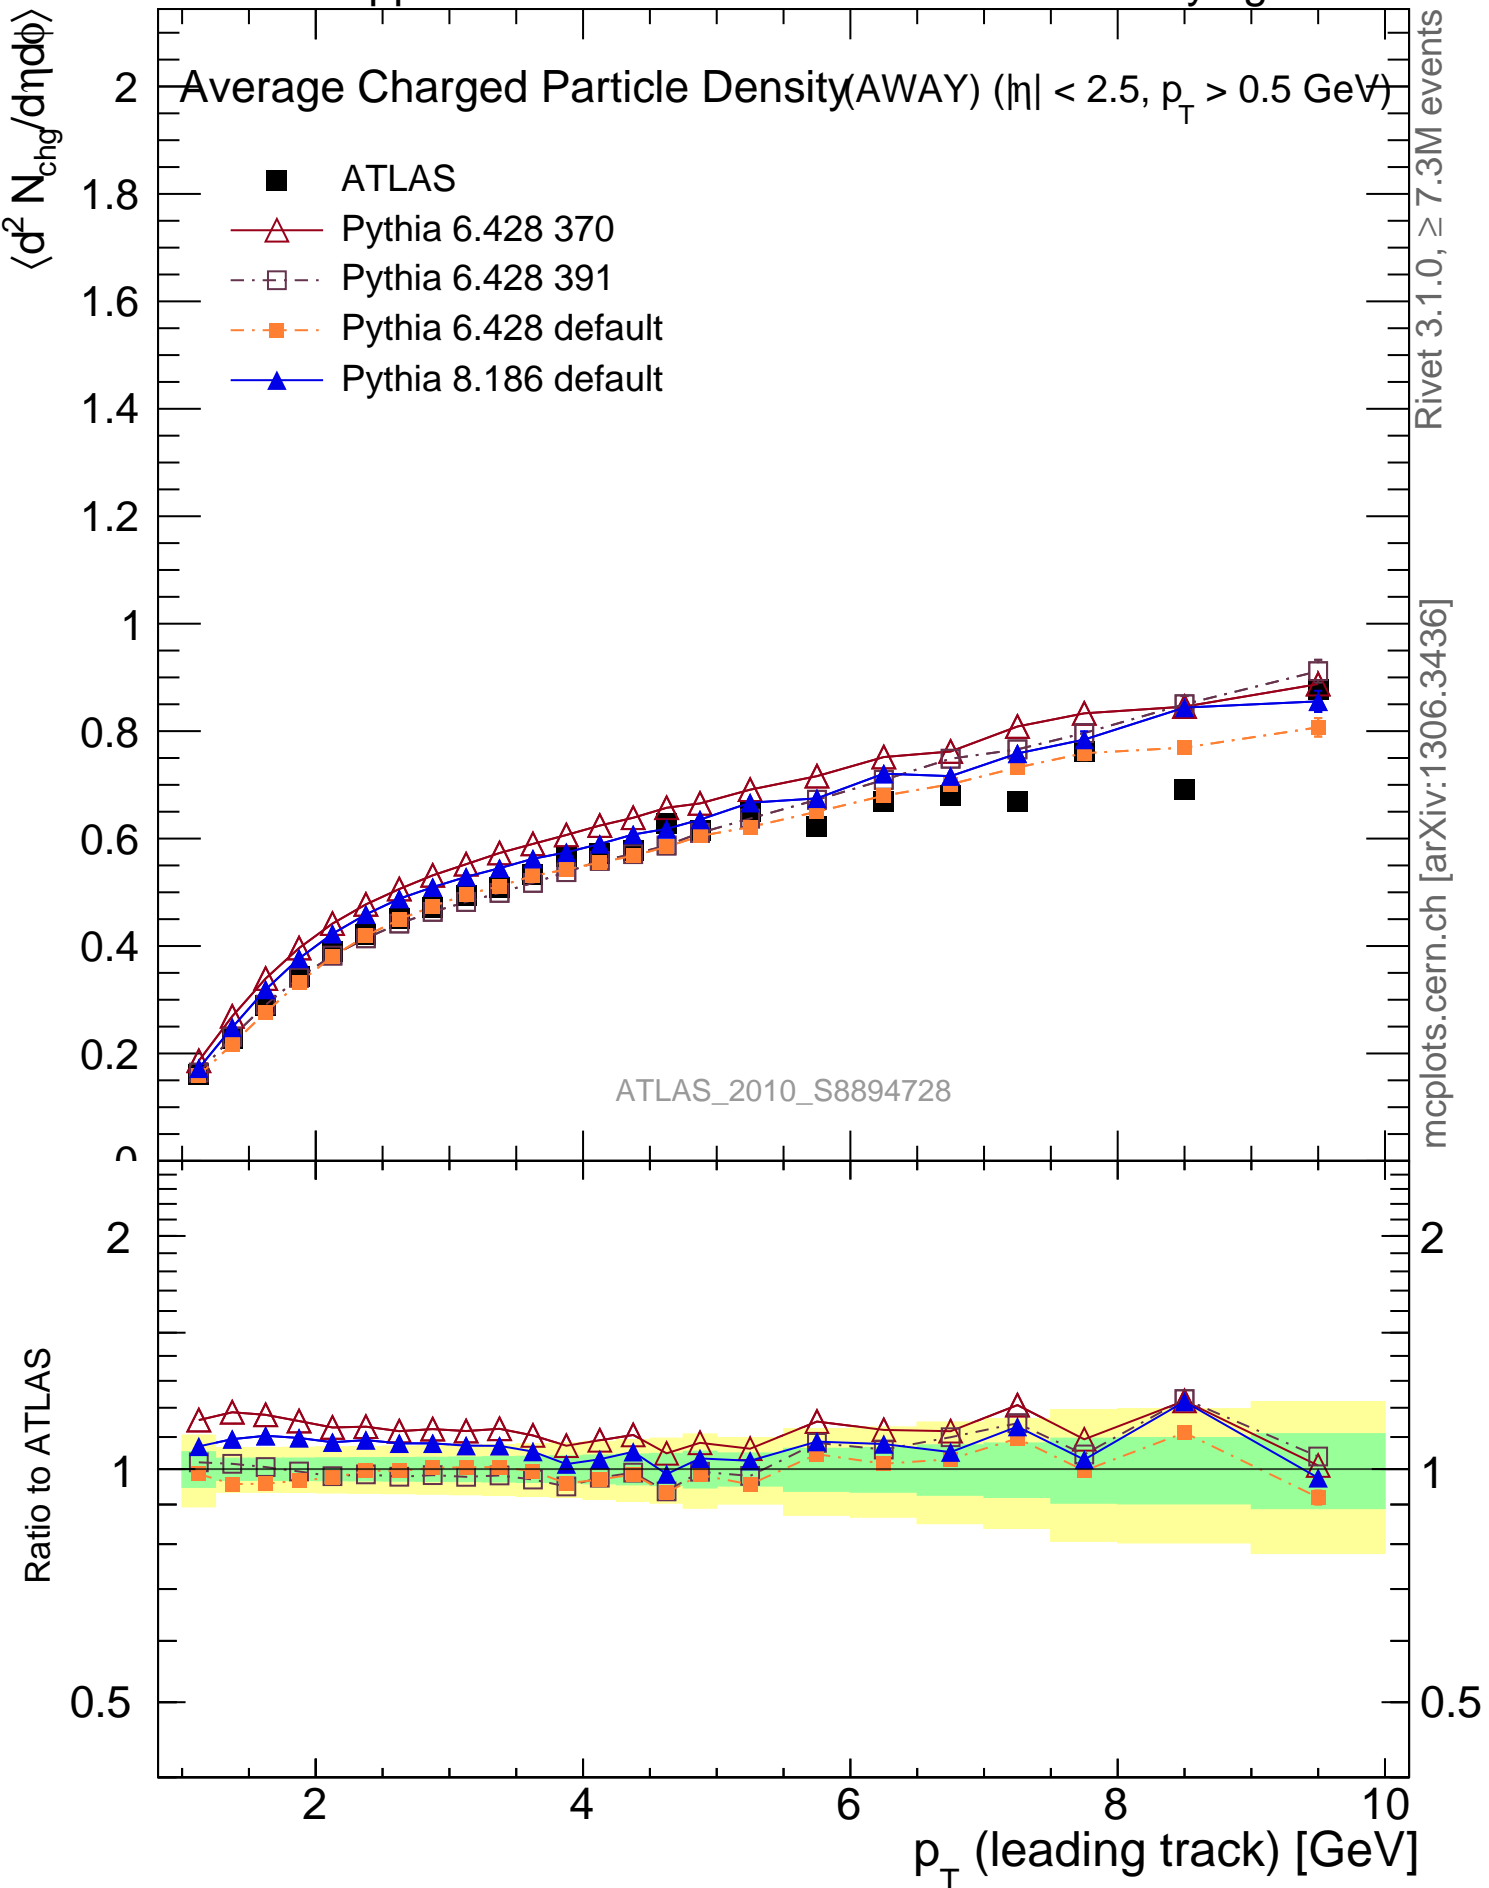 Average Charged Particle Density (AWAY) (|η| < 2.5, p_T > 0.5 GeV)
⟨d² N_chg/dηdϕ⟩
ATLAS
Pythia 6.428 370
Pythia 6.428 391
Pythia 6.428 default
Pythia 8.186 default
2
1.8
1.6
1.4
1.2
1
0.8
0.6
0.4
0.2
0
ATLAS_2010_S8894728
Rivet 3.1.0, ≥ 7.3M events
mcplots.cern.ch [arXiv:1306.3436]
Ratio to ATLAS
2
1
0.5
2
1
0.5
2 4 6 8 10
p_T (leading track) [GeV]